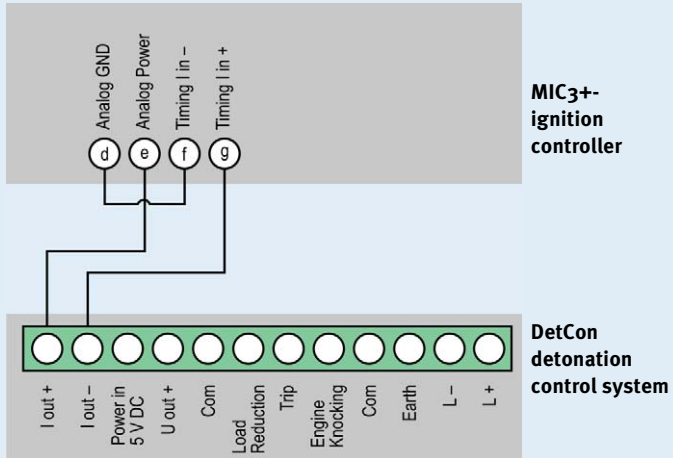 Analog GND
Analog Power
Timing I in –
Timing I in +
d
e
f
g
MIC3+-
ignition
controller
DetCon
detonation
control system
I out +
I out –
Power in
5 V DC
U out +
Com
Load
Reduction
Trip
Engine
Knocking
Com
Earth
L –
L +